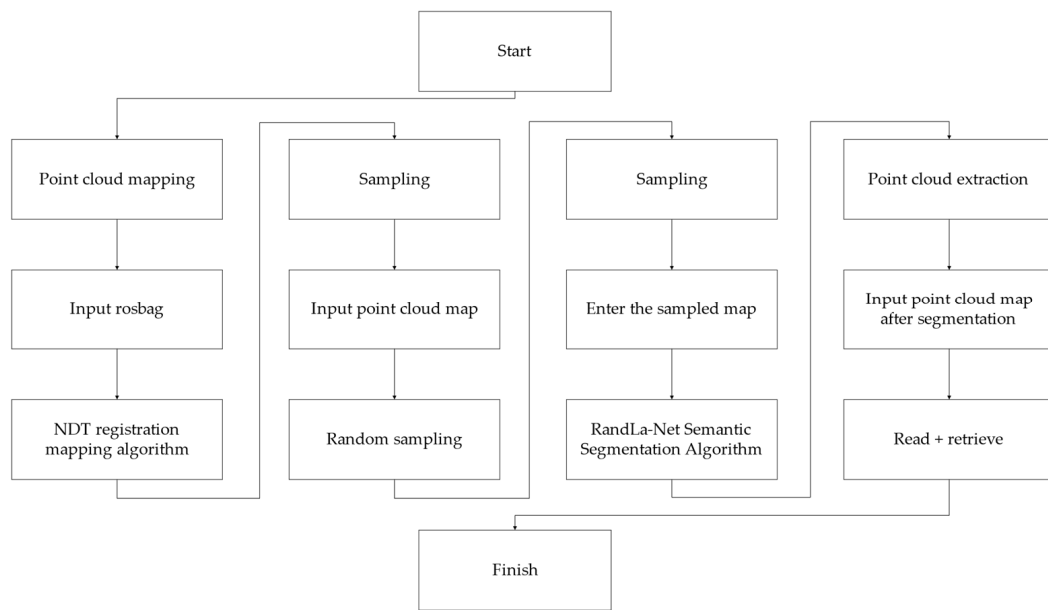 Start
Point cloud mapping
Input rosbag
NDT registration
mapping algorithm
Sampling
Input point cloud map
Random sampling
Sampling
Enter the sampled map
RandLa-Net Semantic
Segmentation Algorithm
Point cloud extraction
Input point cloud map
after segmentation
Read + retrieve
Finish